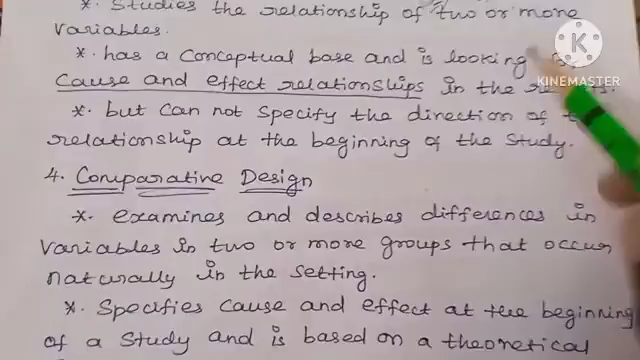 *. Studies the relationship of two or more
variables.
*. has a conceptual base and is looking
cause and effect relationships in the
*. but can not specify the direction of
relationship at the beginning of the study.
4. Comparative Design
*. examines and describes differences in
variables in two or more groups that occurs
naturally in the setting.
*. Specifies cause and effect at the beginning
of a study and is based on a theoretical
KINEMASTER